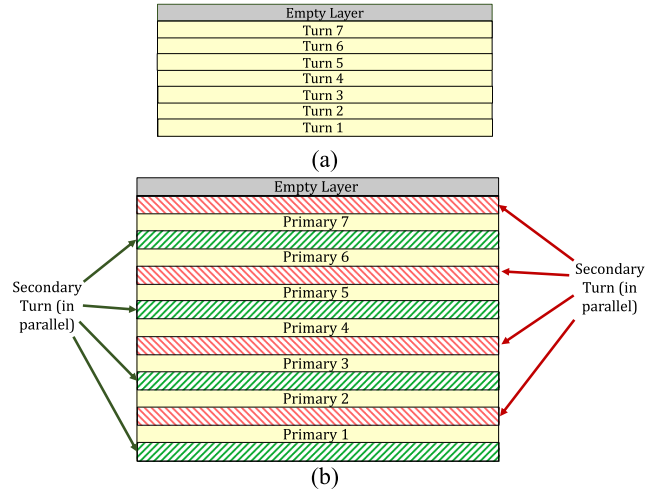 Empty Layer
Turn 7
Turn 6
Turn 5
Turn 4
Turn 3
Turn 2
Turn 1
(a)
Empty Layer
Primary 7
Primary 6
Primary 5
Primary 4
Primary 3
Primary 2
Primary 1
Secondary
Turn (in
parallel)
Secondary
Turn (in
parallel)
(b)